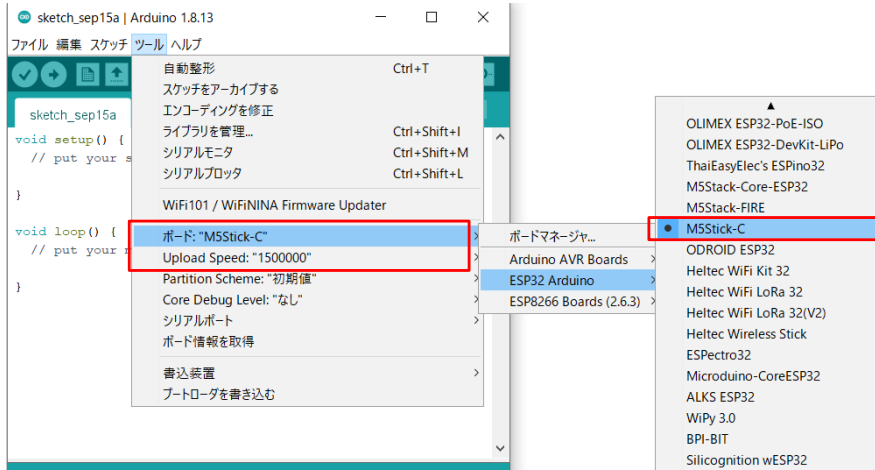 sketch_sep15a | Arduino 1.8.13
ファイル 編集 スケッチ ツール ヘルプ
sketch_sep15a
void setup() {
// put your s
}
void loop() {
// put your
}
自動整形 Ctrl+T
スケッチをアーカイブする
エンコーディングを修正
ライブラリを管理... Ctrl+Shift+I
シリアルモニタ Ctrl+Shift+M
シリアルプロッタ Ctrl+Shift+L
WiFi101 / WiFiNINA Firmware Updater
ボード: "M5Stick-C"
Upload Speed: "1500000"
Partition Scheme: "初期値"
Core Debug Level: "なし"
シリアルポート
ボード情報を取得
書込装置
ブートローダを書き込む
ボードマネージャ...
Arduino AVR Boards
ESP32 Arduino
ESP8266 Boards (2.6.3)
OLIMEX ESP32-PoE-ISO
OLIMEX ESP32-DevKit-LiPo
ThaiEasyElec's ESPino32
M5Stack-Core-ESP32
M5Stack-FIRE
M5Stick-C
ODROID ESP32
Heltec WiFi Kit 32
Heltec WiFi LoRa 32
Heltec WiFi LoRa 32(V2)
Heltec Wireless Stick
ESPectro32
Microduino-CoreESP32
ALKS ESP32
WiPy 3.0
BPI-BIT
Silicognition wESP32